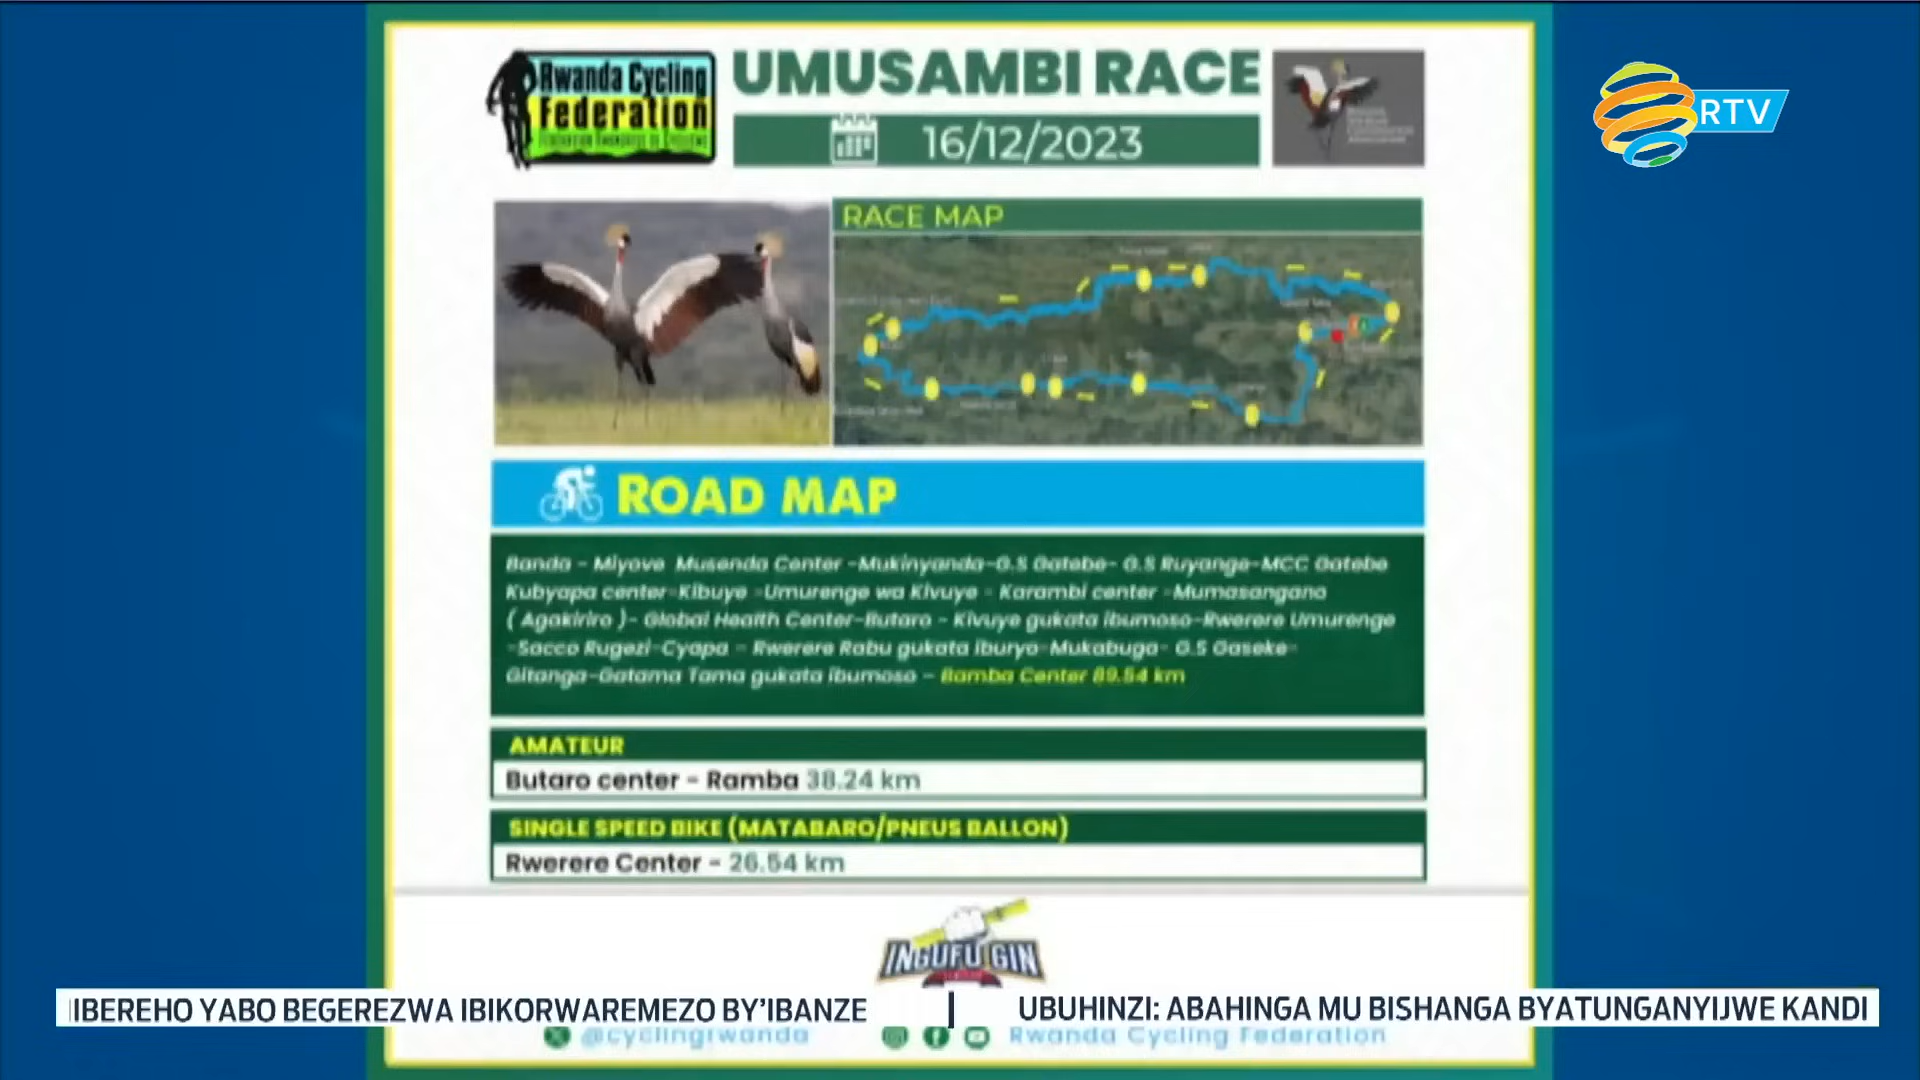 Rwanda Cycling
Federation
FEDERATION RWANDAISE DE CYCLISME
UMUSAMBI RACE
16/12/2023
RTV
RACE MAP
ROAD MAP
Banda - Miyove Musenda Center -Mukinyanda-G.S Gatebe- G.S Ruyange-MCC Gatebe
Kubyapa center-Kibuye -Umurenge wa Kivuye - Karambi center -Mumasangano
( Agakiriro )- Global Health Center-Butaro - Kivuye gukata ibumoso-Rwerere Umurenge
-Sacco Rugezi-Cyapa - Rwerere Rabu gukata iburyo-Mukabuga- G.S Gaseke-
Gitanga-Gatama Tama gukata ibumoso - Ramba Center 89.54 km
AMATEUR
Butaro center - Ramba 38.24 km
SINGLE SPEED BIKE (MATABARO/PNEUS BALLON)
Rwerere Center - 26.54 km
INGUFU GIN
IBEREHO YABO BEGEREZWA IBIKORWAREMEZO BY'IBANZE | UBUHINZI: ABAHINGA MU BISHANGA BYATUNGANYIJWE KANDI
@cyclingrwanda Rwanda Cycling Federation